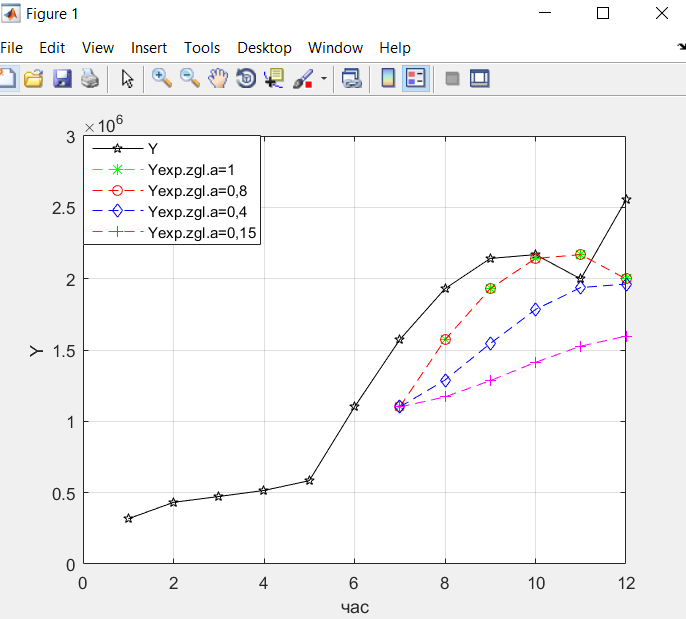 Figure 1
File Edit View Insert Tools Desktop Window Help
×10^6
3
2.5
2
1.5
1
0.5
0
Y
Yexp.zgl.a=1
Yexp.zgl.a=0,8
Yexp.zgl.a=0,4
Yexp.zgl.a=0,15
Y
0 2 4 6 8 10 12
час